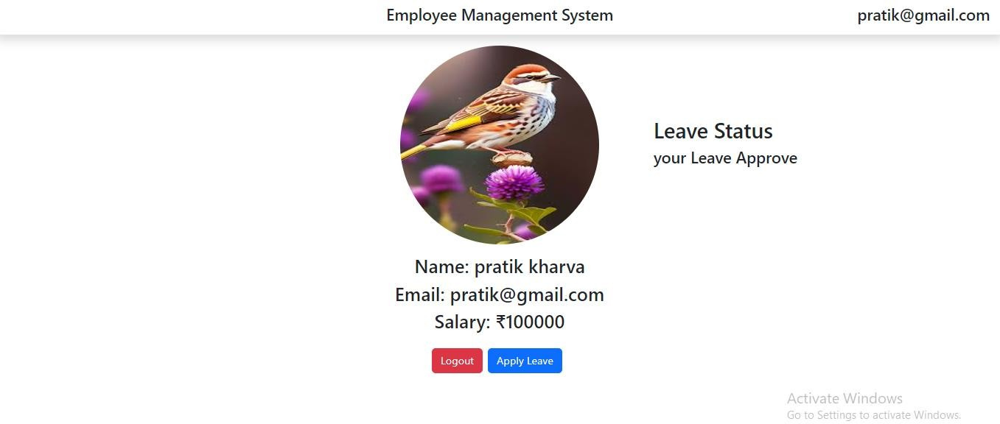 Employee Management System
pratik@gmail.com
Leave Status
your Leave Approve
Name: pratik kharva
Email: pratik@gmail.com
Salary: ₹100000
Logout
Apply Leave
Activate Windows
Go to Settings to activate Windows.